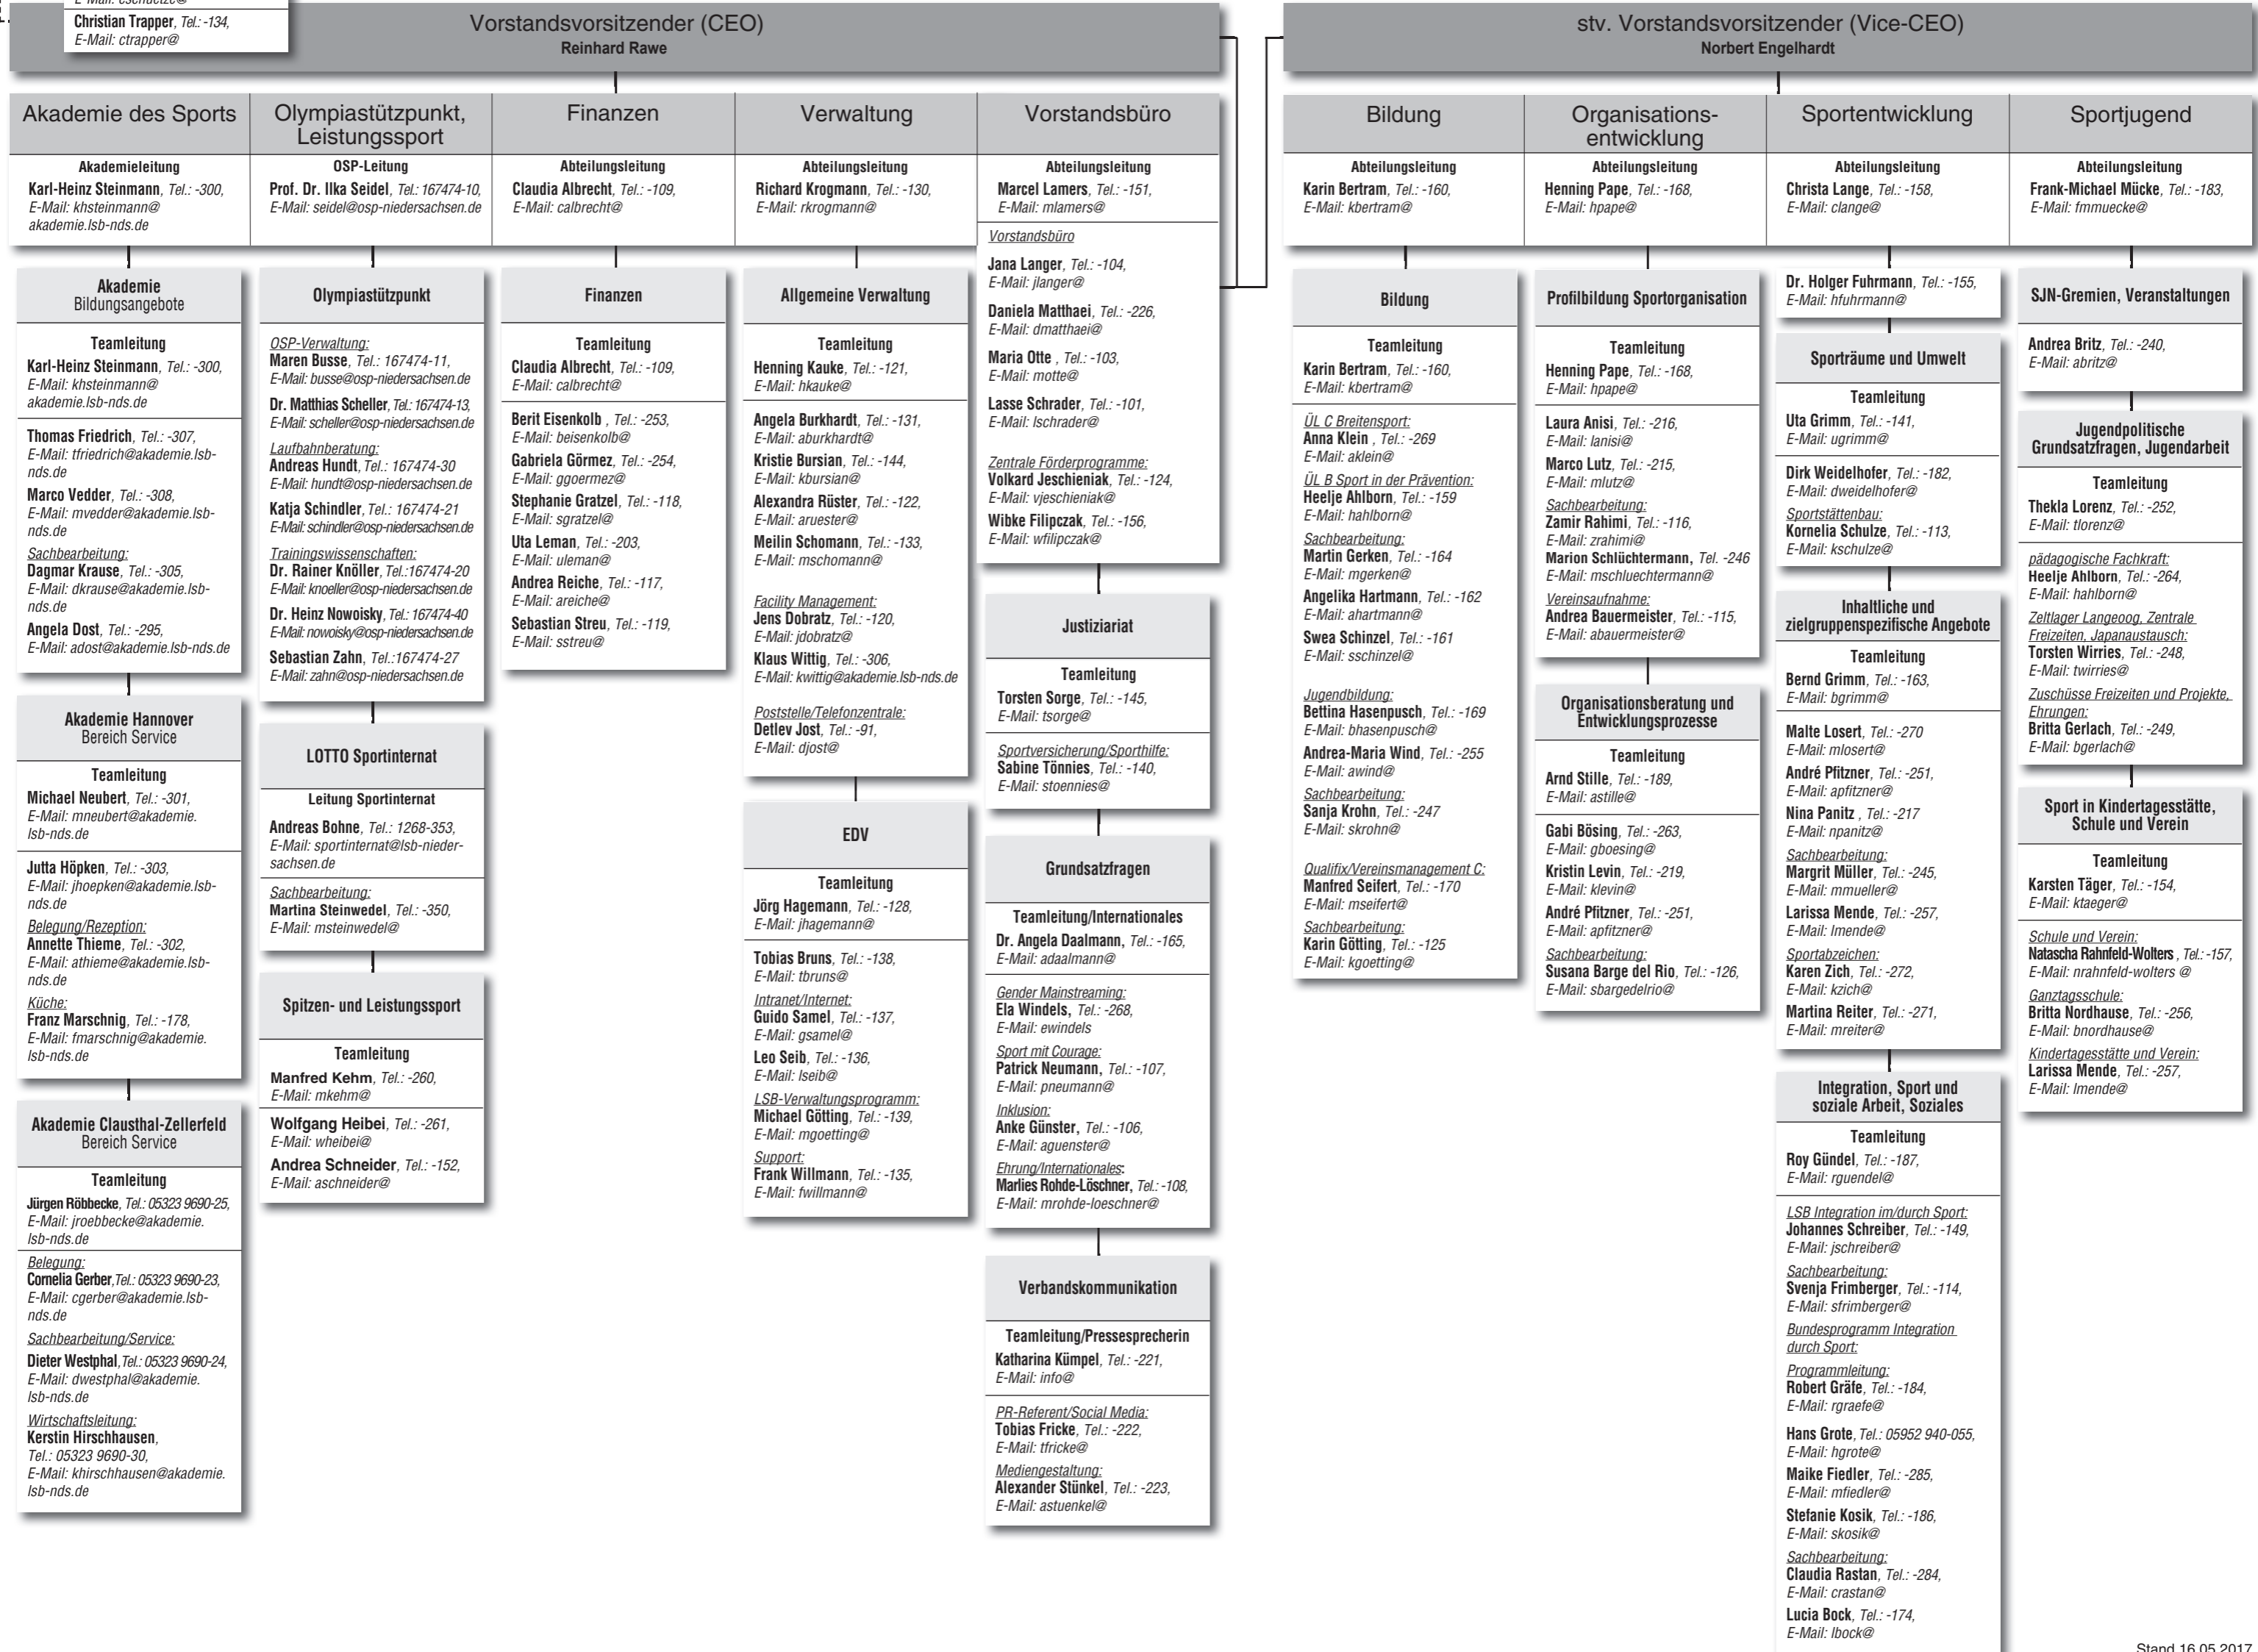 E-Mail: eschuetze@
Christian Trapper, Tel.: -134,
E-Mail: ctrapper@
Vorstandsvorsitzender (CEO)
Reinhard Rawe
stv. Vorstandsvorsitzender (Vice-CEO)
Norbert Engelhardt
Akademie des Sports
Akademieleitung
Karl-Heinz Steinmann, Tel.: -300,
E-Mail: khsteinmann@
akademie.lsb-nds.de
Akademie
Bildungsangebote
Teamleitung
Karl-Heinz Steinmann, Tel.: -300,
E-Mail: khsteinmann@
akademie.lsb-nds.de
Thomas Friedrich, Tel.: -307,
E-Mail: tfriedrich@akademie.lsb-
nds.de
Marco Vedder, Tel.: -308,
E-Mail: mvedder@akademie.lsb-
nds.de
Sachbearbeitung:
Dagmar Krause, Tel.: -305,
E-Mail: dkrause@akademie.lsb-
nds.de
Angela Dost, Tel.: -295,
E-Mail: adost@akademie.lsb-nds.de
Akademie Hannover
Bereich Service
Teamleitung
Michael Neubert, Tel.: -301,
E-Mail: mneubert@akademie.
lsb-nds.de
Jutta Höpken, Tel.: -303,
E-Mail: jhoepken@akademie.lsb-
nds.de
Belegung/Rezeption:
Annette Thieme, Tel.: -302,
E-Mail: athieme@akademie.lsb-
nds.de
Küche:
Franz Marschnig, Tel.: -178,
E-Mail: fmarschnig@akademie.
lsb-nds.de
Akademie Clausthal-Zellerfeld
Bereich Service
Teamleitung
Jürgen Röbbecke, Tel.: 05323 9690-25,
E-Mail: jroebbecke@akademie.
lsb-nds.de
Belegung:
Cornelia Gerber,Tel.: 05323 9690-23,
E-Mail: cgerber@akademie.lsb-
nds.de
Sachbearbeitung/Service:
Dieter Westphal,Tel.: 05323 9690-24,
E-Mail: dwestphal@akademie.
lsb-nds.de
Wirtschaftsleitung:
Kerstin Hirschhausen,
Tel.: 05323 9690-30,
E-Mail: khirschhausen@akademie.
lsb-nds.de
Olympiastützpunkt,
Leistungssport
OSP-Leitung
Prof. Dr. Ilka Seidel, Tel.: 167474-10,
E-Mail: seidel@osp-niedersachsen.de
Olympiastützpunkt
OSP-Verwaltung:
Maren Busse, Tel.: 167474-11,
E-Mail: busse@osp-niedersachsen.de
Dr. Matthias Scheller, Tel.: 167474-13,
E-Mail: scheller@osp-niedersachsen.de
Laufbahnberatung:
Andreas Hundt, Tel.: 167474-30
E-Mail: hundt@osp-niedersachsen.de
Katja Schindler, Tel.: 167474-21
E-Mail: schindler@osp-niedersachsen.de
Trainingswissenschaften:
Dr. Rainer Knöller, Tel.:167474-20
E-Mail: knoeller@osp-niedersachsen.de
Dr. Heinz Nowoisky, Tel.: 167474-40
E-Mail: nowoisky@osp-niedersachsen.de
Sebastian Zahn, Tel.:167474-27
E-Mail: zahn@osp-niedersachsen.de
LOTTO Sportinternat
Leitung Sportinternat
Andreas Bohne, Tel.: 1268-353,
E-Mail: sportinternat@lsb-nieder-
sachsen.de
Sachbearbeitung:
Martina Steinwedel, Tel.: -350,
E-Mail: msteinwedel@
Spitzen- und Leistungssport
Teamleitung
Manfred Kehm, Tel.: -260,
E-Mail: mkehm@
Wolfgang Heibei, Tel.: -261,
E-Mail: wheibei@
Andrea Schneider, Tel.: -152,
E-Mail: aschneider@
Finanzen
Abteilungsleitung
Claudia Albrecht, Tel.: -109,
E-Mail: calbrecht@
Finanzen
Teamleitung
Claudia Albrecht, Tel.: -109,
E-Mail: calbrecht@
Berit Eisenkolb , Tel.: -253,
E-Mail: beisenkolb@
Gabriela Görmez, Tel.: -254,
E-Mail: ggoermez@
Stephanie Gratzel, Tel.: -118,
E-Mail: sgratzel@
Uta Leman, Tel.: -203,
E-Mail: uleman@
Andrea Reiche, Tel.: -117,
E-Mail: areiche@
Sebastian Streu, Tel.: -119,
E-Mail: sstreu@
Verwaltung
Abteilungsleitung
Richard Krogmann, Tel.: -130,
E-Mail: rkrogmann@
Allgemeine Verwaltung
Teamleitung
Henning Kauke, Tel.: -121,
E-Mail: hkauke@
Angela Burkhardt, Tel.: -131,
E-Mail: aburkhardt@
Kristie Bursian, Tel.: -144,
E-Mail: kbursian@
Alexandra Rüster, Tel.: -122,
E-Mail: aruester@
Meilin Schomann, Tel.: -133,
E-Mail: mschomann@
Facility Management:
Jens Dobratz, Tel.: -120,
E-Mail: jdobratz@
Klaus Wittig, Tel.: -306,
E-Mail: kwittig@akademie.lsb-nds.de
Poststelle/Telefonzentrale:
Detlev Jost, Tel.: -91,
E-Mail: djost@
EDV
Teamleitung
Jörg Hagemann, Tel.: -128,
E-Mail: jhagemann@
Tobias Bruns, Tel.: -138,
E-Mail: tbruns@
Intranet/Internet:
Guido Samel, Tel.: -137,
E-Mail: gsamel@
Leo Seib, Tel.: -136,
E-Mail: lseib@
LSB-Verwaltungsprogramm:
Michael Götting, Tel.: -139,
E-Mail: mgoetting@
Support:
Frank Willmann, Tel.: -135,
E-Mail: fwillmann@
Vorstandsbüro
Abteilungsleitung
Marcel Lamers, Tel.: -151,
E-Mail: mlamers@
Vorstandsbüro
Jana Langer, Tel.: -104,
E-Mail: jlanger@
Daniela Matthaei, Tel.: -226,
E-Mail: dmatthaei@
Maria Otte , Tel.: -103,
E-Mail: motte@
Lasse Schrader, Tel.: -101,
E-Mail: lschrader@
Zentrale Förderprogramme:
Volkard Jeschieniak, Tel.: -124,
E-Mail: vjeschieniak@
Wibke Filipczak, Tel.: -156,
E-Mail: wfilipczak@
Justiziariat
Teamleitung
Torsten Sorge, Tel.: -145,
E-Mail: tsorge@
Sportversicherung/Sporthilfe:
Sabine Tönnies, Tel.: -140,
E-Mail: stoennies@
Grundsatzfragen
Teamleitung/Internationales
Dr. Angela Daalmann, Tel.: -165,
E-Mail: adaalmann@
Gender Mainstreaming:
Ela Windels, Tel.: -268,
E-Mail: ewindels
Sport mit Courage:
Patrick Neumann, Tel.: -107,
E-Mail: pneumann@
Inklusion:
Anke Günster, Tel.: -106,
E-Mail: aguenster@
Ehrung/Internationales:
Marlies Rohde-Löschner, Tel.: -108,
E-Mail: mrohde-loeschner@
Verbandskommunikation
Teamleitung/Pressesprecherin
Katharina Kümpel, Tel.: -221,
E-Mail: info@
PR-Referent/Social Media:
Tobias Fricke, Tel.: -222,
E-Mail: tfricke@
Mediengestaltung:
Alexander Stünkel, Tel.: -223,
E-Mail: astuenkel@
Bildung
Abteilungsleitung
Karin Bertram, Tel.: -160,
E-Mail: kbertram@
Bildung
Teamleitung
Karin Bertram, Tel.: -160,
E-Mail: kbertram@
ÜL C Breitensport:
Anna Klein , Tel.: -269
E-Mail: aklein@
ÜL B Sport in der Prävention:
Heelje Ahlborn, Tel.: -159
E-Mail: hahlborn@
Sachbearbeitung:
Martin Gerken, Tel.: -164
E-Mail: mgerken@
Angelika Hartmann, Tel.: -162
E-Mail: ahartmann@
Swea Schinzel, Tel.: -161
E-Mail: sschinzel@
Jugendbildung:
Bettina Hasenpusch, Tel.: -169
E-Mail: bhasenpusch@
Andrea-Maria Wind, Tel.: -255
E-Mail: awind@
Sachbearbeitung:
Sanja Krohn, Tel.: -247
E-Mail: skrohn@
Qualifix/Vereinsmanagement C:
Manfred Seifert, Tel.: -170
E-Mail: mseifert@
Sachbearbeitung:
Karin Götting, Tel.: -125
E-Mail: kgoetting@
Organisations-
entwicklung
Abteilungsleitung
Henning Pape, Tel.: -168,
E-Mail: hpape@
Profilbildung Sportorganisation
Teamleitung
Henning Pape, Tel.: -168,
E-Mail: hpape@
Laura Anisi, Tel.: -216,
E-Mail: lanisi@
Marco Lutz, Tel.: -215,
E-Mail: mlutz@
Sachbearbeitung:
Zamir Rahimi, Tel.: -116,
E-Mail: zrahimi@
Marion Schlüchtermann, Tel. -246
E-Mail: mschluechtermann@
Vereinsaufnahme:
Andrea Bauermeister, Tel.: -115,
E-Mail: abauermeister@
Organisationsberatung und
Entwicklungsprozesse
Teamleitung
Arnd Stille, Tel.: -189,
E-Mail: astille@
Gabi Bösing, Tel.: -263,
E-Mail: gboesing@
Kristin Levin, Tel.: -219,
E-Mail: klevin@
André Pfitzner, Tel.: -251,
E-Mail: apfitzner@
Sachbearbeitung:
Susana Barge del Rio, Tel.: -126,
E-Mail: sbargedelrio@
Sportentwicklung
Abteilungsleitung
Christa Lange, Tel.: -158,
E-Mail: clange@
Dr. Holger Fuhrmann, Tel.: -155,
E-Mail: hfuhrmann@
Sporträume und Umwelt
Teamleitung
Uta Grimm, Tel.: -141,
E-Mail: ugrimm@
Dirk Weidelhofer, Tel.: -182,
E-Mail: dweidelhofer@
Sportstättenbau:
Kornelia Schulze, Tel.: -113,
E-Mail: kschulze@
Inhaltliche und
zielgruppenspezifische Angebote
Teamleitung
Bernd Grimm, Tel.: -163,
E-Mail: bgrimm@
Malte Losert, Tel.: -270
E-Mail: mlosert@
André Pfitzner, Tel.: -251,
E-Mail: apfitzner@
Nina Panitz , Tel.: -217
E-Mail: npanitz@
Sachbearbeitung:
Margrit Müller, Tel.: -245,
E-Mail: mmueller@
Larissa Mende, Tel.: -257,
E-Mail: lmende@
Sportabzeichen:
Karen Zich, Tel.: -272,
E-Mail: kzich@
Martina Reiter, Tel.: -271,
E-Mail: mreiter@
Integration, Sport und
soziale Arbeit, Soziales
Teamleitung
Roy Gündel, Tel.: -187,
E-Mail: rguendel@
LSB Integration im/durch Sport:
Johannes Schreiber, Tel.: -149,
E-Mail: jschreiber@
Sachbearbeitung:
Svenja Frimberger, Tel.: -114,
E-Mail: sfrimberger@
Bundesprogramm Integration
durch Sport:
Programmleitung:
Robert Gräfe, Tel.: -184,
E-Mail: rgraefe@
Hans Grote, Tel.: 05952 940-055,
E-Mail: hgrote@
Maike Fiedler, Tel.: -285,
E-Mail: mfiedler@
Stefanie Kosik, Tel.: -186,
E-Mail: skosik@
Sachbearbeitung:
Claudia Rastan, Tel.: -284,
E-Mail: crastan@
Lucia Bock, Tel.: -174,
E-Mail: lbock@
Sportjugend
Abteilungsleitung
Frank-Michael Mücke, Tel.: -183,
E-Mail: fmmuecke@
SJN-Gremien, Veranstaltungen
Andrea Britz, Tel.: -240,
E-Mail: abritz@
Jugendpolitische
Grundsatzfragen, Jugendarbeit
Teamleitung
Thekla Lorenz, Tel.: -252,
E-Mail: tlorenz@
pädagogische Fachkraft:
Heelje Ahlborn, Tel.: -264,
E-Mail: hahlborn@
Zeltlager Langeoog, Zentrale
Freizeiten, Japanaustausch:
Torsten Wirries, Tel.: -248,
E-Mail: twirries@
Zuschüsse Freizeiten und Projekte,
Ehrungen:
Britta Gerlach, Tel.: -249,
E-Mail: bgerlach@
Sport in Kindertagesstätte,
Schule und Verein
Teamleitung
Karsten Täger, Tel.: -154,
E-Mail: ktaeger@
Schule und Verein:
Natascha Rahnfeld-Wolters , Tel.: -157,
E-Mail: nrahnfeld-wolters @
Ganztagsschule:
Britta Nordhause, Tel.: -256,
E-Mail: bnordhause@
Kindertagesstätte und Verein:
Larissa Mende, Tel.: -257,
E-Mail: lmende@
Stand 16.05.2017